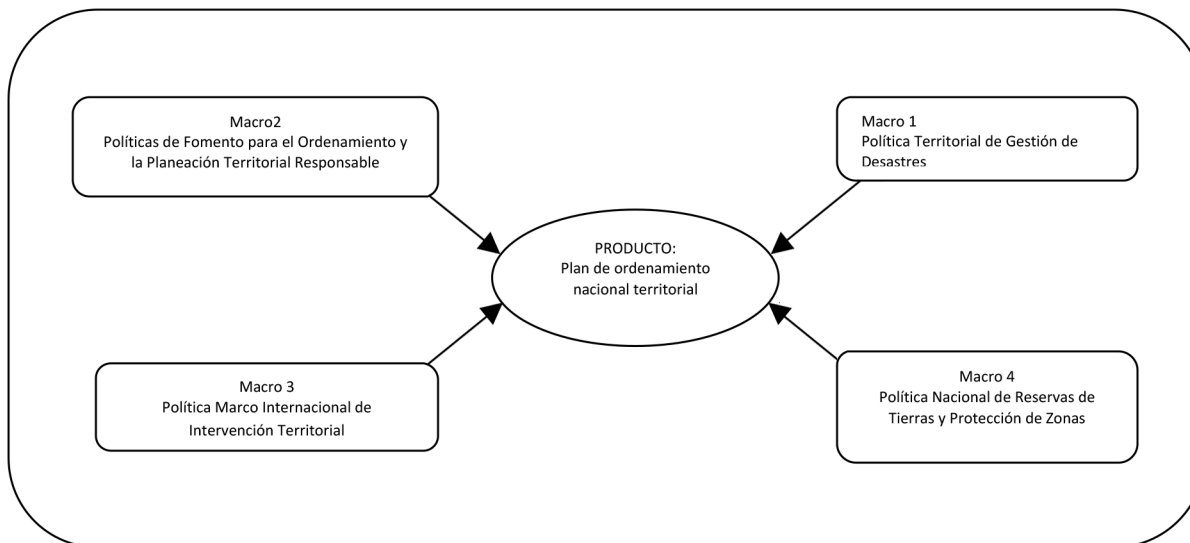 Macro2
Políticas de Fomento para el Ordenamiento y
la Planeación Territorial Responsable
Macro 1
Política Territorial de Gestión de
Desastres
PRODUCTO:
Plan de ordenamiento
nacional territorial
Macro 3
Política Marco Internacional de
Intervención Territorial
Macro 4
Política Nacional de Reservas de
Tierras y Protección de Zonas